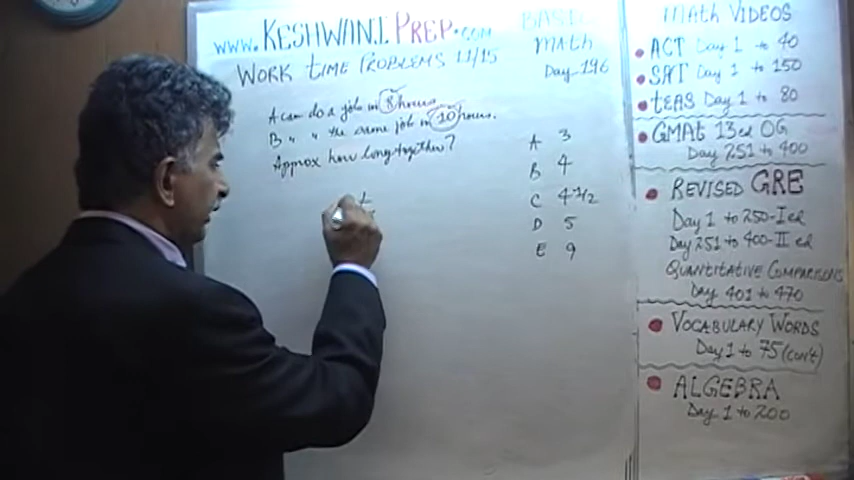 www.KESHWANIPREP.com
WORK TIME PROBLEMS 11/15
BASIC
MATH
Day 196
A can do a job in 8 hours
B " " the same job in 10 hours.
Approx how long together?
A 3
B 4
C 4 1/2
D 5
E 9
MATH VIDEOS
ACT Day 1 to 40
SAT Day 1 to 150
TEAS Day 1 to 80
GMAT 13 ed OG
Day 251 to 400
REVISED GRE
Day 1 to 250-I ed
Day 251 to 400-II ed
QUANTITATIVE COMPARISONS
Day 401 to 470
VOCABULARY WORDS
Day 1 to 75 (con't)
ALGEBRA
Day 1 to 200